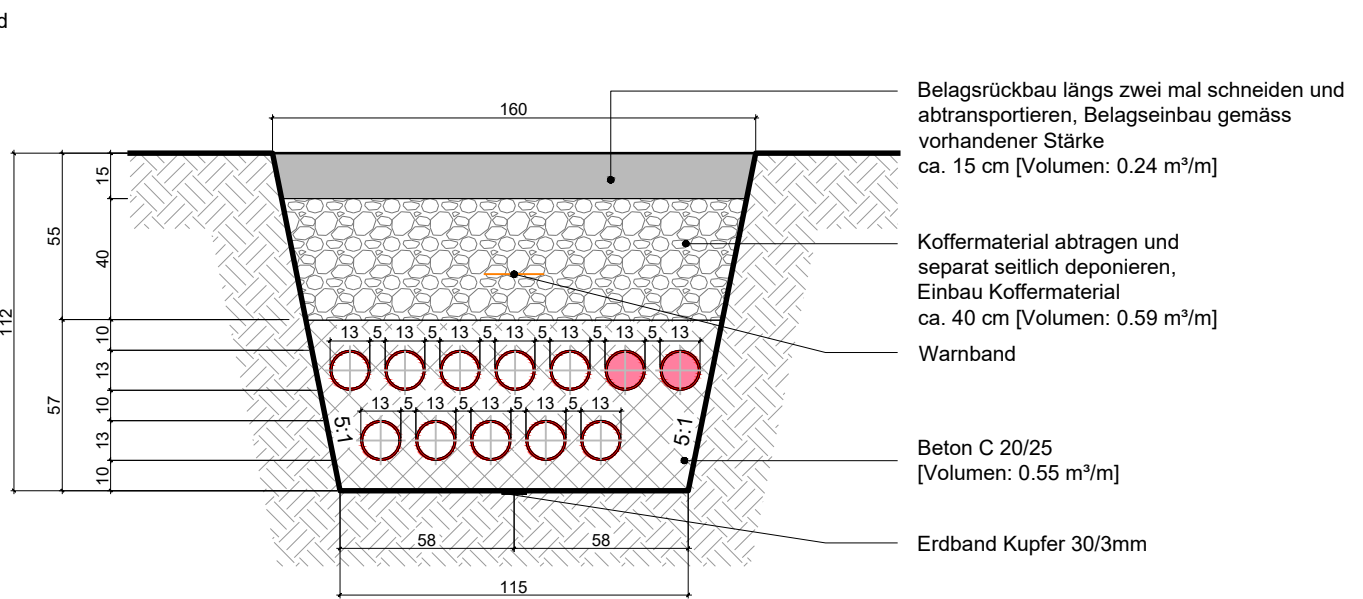 d
Belagsrückbau längs zwei mal schneiden und
abtransportieren, Belagseinbau gemäss
vorhandener Stärke
ca. 15 cm [Volumen: 0.24 m³/m]
160
15
55
40
112
Koffermaterial abtragen und
separat seitlich deponieren,
Einbau Koffermaterial
ca. 40 cm [Volumen: 0.59 m³/m]
Warnband
10
13 5 13 5 13 5 13 5 13 5 13 5 13
13
57
10
13 5 13 5 13 5 13 5 13
13
10
5:1
5:1
Beton C 20/25
[Volumen: 0.55 m³/m]
Erdband Kupfer 30/3mm
58 58
115